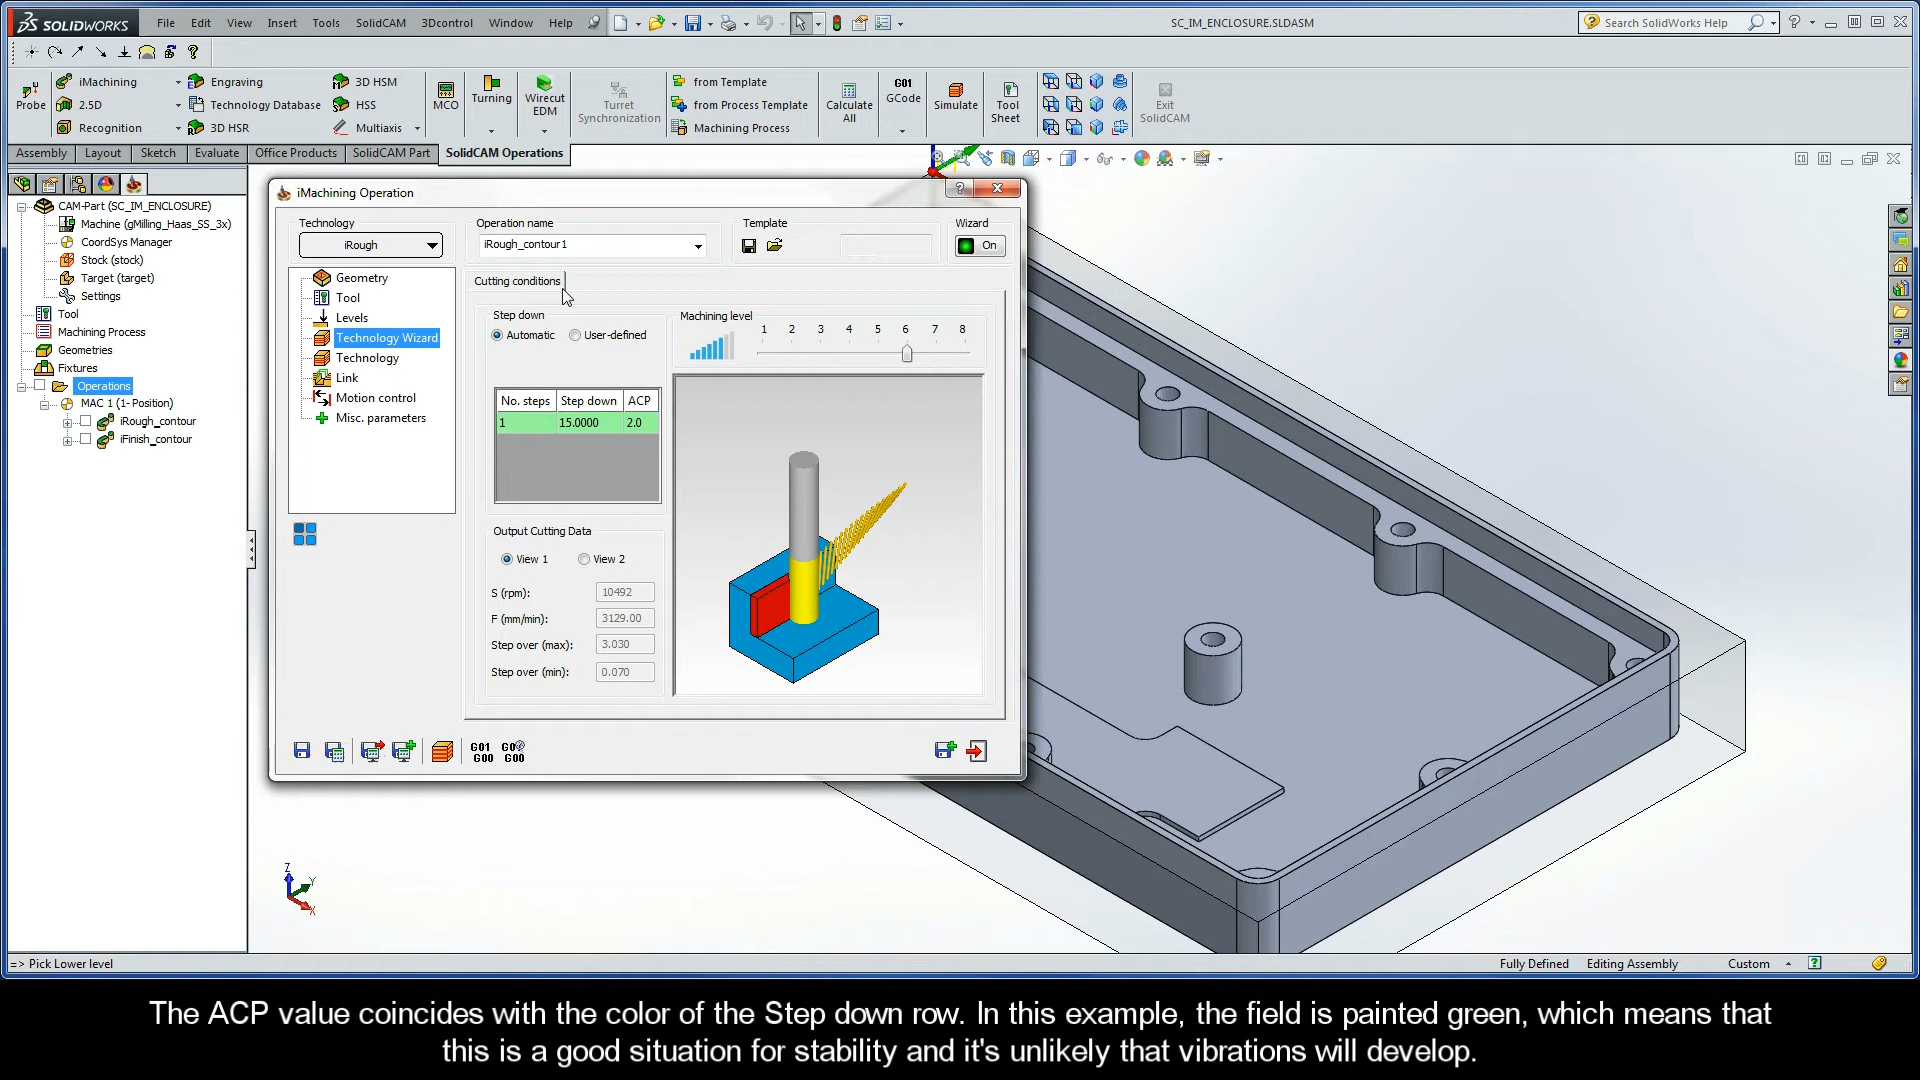 SOLIDWORKS File Edit View Insert Tools SolidCAM 3Dcontrol Window Help SC_IM_ENCLOSURE.SLDASM Search SolidWorks Help
iMachining Engraving 3D HSM from Template
Probe 2.5D Technology Database HSS MCO Turning Wirecut EDM Turret Synchronization from Process Template Calculate All G01 GCode Simulate Tool Sheet Exit SolidCAM
Recognition 3D HSR Multiaxis Machining Process
Assembly Layout Sketch Evaluate Office Products SolidCAM Part SolidCAM Operations
CAM-Part (SC_IM_ENCLOSURE)
Machine (gMilling_Haas_SS_3x)
CoordSys Manager
Stock (stock)
Target (target)
Settings
Tool
Machining Process
Geometries
Fixtures
Operations
MAC 1 (1- Position)
iRough_contour
iFinish_contour
iMachining Operation
Technology Operation name Template Wizard
iRough iRough_contour1 On
Geometry
Tool
Levels
Technology Wizard
Technology
Link
Motion control
Misc. parameters
Cutting conditions
Step down Machining level
Automatic User-defined 1 2 3 4 5 6 7 8
No. steps Step down ACP
1 15.0000 2.0
Output Cutting Data
View 1 View 2
S (rpm): 10492
F (mm/min): 3129.00
Step over (max): 3.030
Step over (min): 0.070
G01 G00
Z Y X
=> Pick Lower level Fully Defined Editing Assembly Custom
The ACP value coincides with the color of the Step down row. In this example, the field is painted green, which means that
this is a good situation for stability and it's unlikely that vibrations will develop.